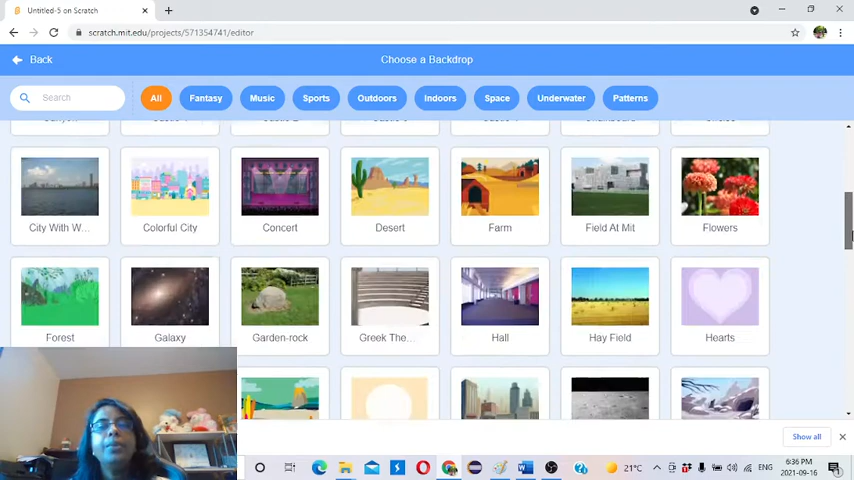 Untitled-5 on Scratch
scratch.mit.edu/projects/571354741/editor
Back
Choose a Backdrop
Search
All
Fantasy
Music
Sports
Outdoors
Indoors
Space
Underwater
Patterns
City With W...
Colorful City
Concert
Desert
Farm
Field At Mit
Flowers
Forest
Galaxy
Garden-rock
Greek The...
Hall
Hay Field
Hearts
Show all
21°C
ENG
6:36 PM
2021-09-16